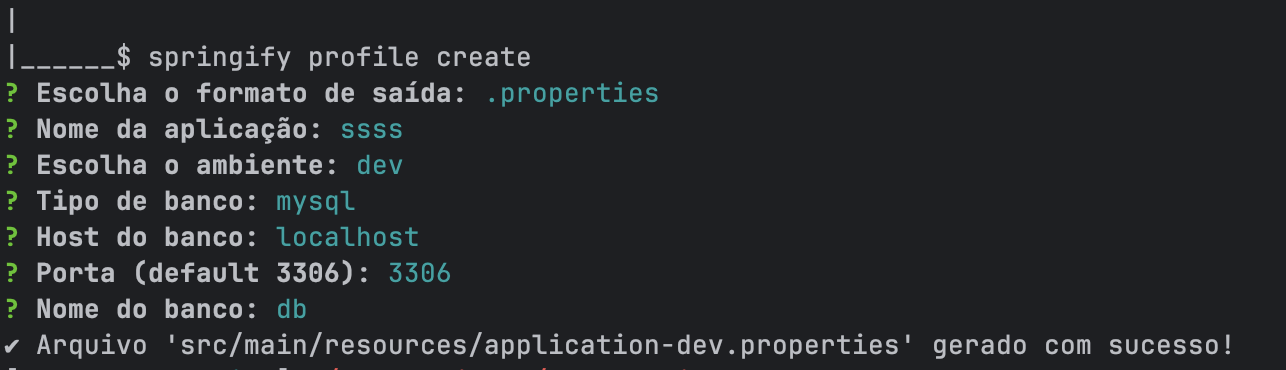 |
|______$ springify profile create
? Escolha o formato de saída: .properties
? Nome da aplicação: ssss
? Escolha o ambiente: dev
? Tipo de banco: mysql
? Host do banco: localhost
? Porta (default 3306): 3306
? Nome do banco: db
✔ Arquivo 'src/main/resources/application-dev.properties' gerado com sucesso!